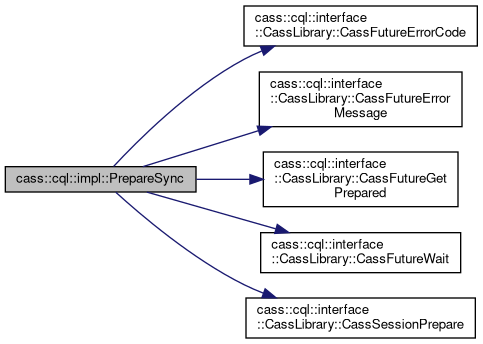 cass::cql::interface
::CassLibrary::CassFutureErrorCode
cass::cql::interface
::CassLibrary::CassFutureError
Message
cass::cql::impl::PrepareSync
cass::cql::interface
::CassLibrary::CassFutureGet
Prepared
cass::cql::interface
::CassLibrary::CassFutureWait
cass::cql::interface
::CassLibrary::CassSessionPrepare